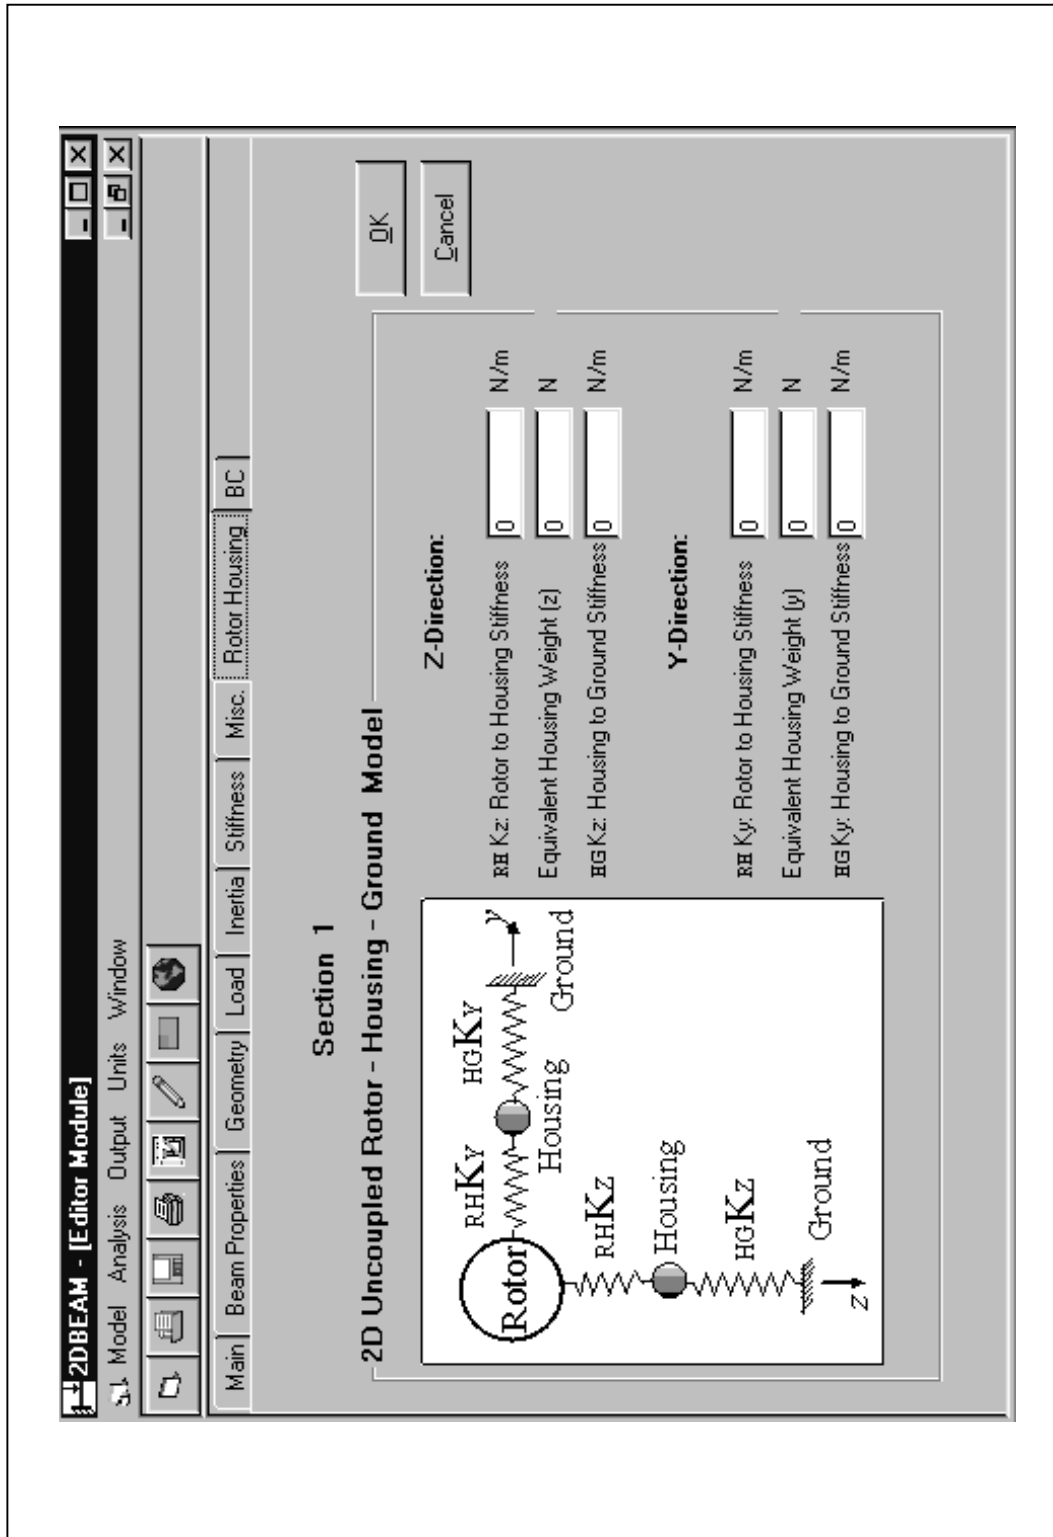 2DBEAM - [Editor Module]
Model Analysis Output Units Window
Main Beam Properties Geometry Load Inertia Stiffness Misc. Rotor Housing BC
Section 1
2D Uncoupled Rotor - Housing - Ground Model
OK
Cancel
RHKY HGKY
Rotor
y
Housing
Ground
RHKZ
Housing
HGKZ
Ground
z
Z-Direction:
RH Kz: Rotor to Housing Stiffness 0 N/m
Equivalent Housing Weight (z) 0 N
HG Kz: Housing to Ground Stiffness 0 N/m
Y-Direction:
RH Ky: Rotor to Housing Stiffness 0 N/m
Equivalent Housing Weight (y) 0 N
HG Ky: Housing to Ground Stiffness 0 N/m